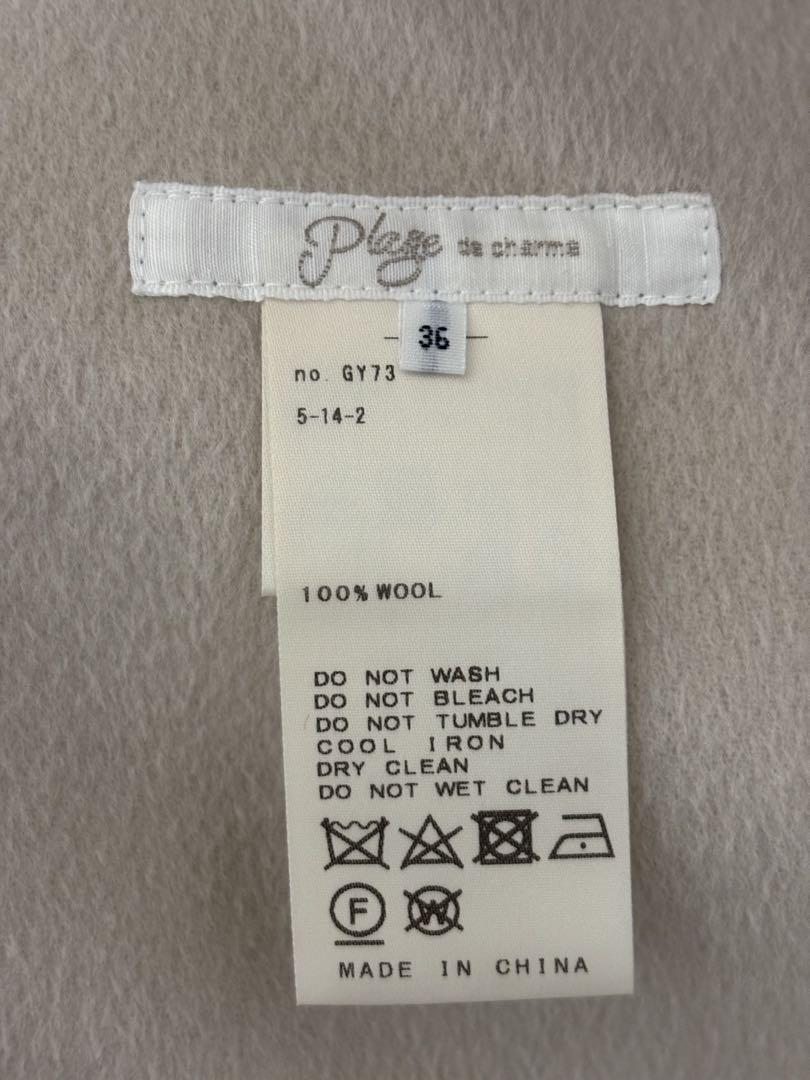 Plage de charme
36
no. GY73
5-14-2
100% WOOL
DO NOT WASH
DO NOT BLEACH
DO NOT TUMBLE DRY
COOL IRON
DRY CLEAN
DO NOT WET CLEAN
F W
MADE IN CHINA